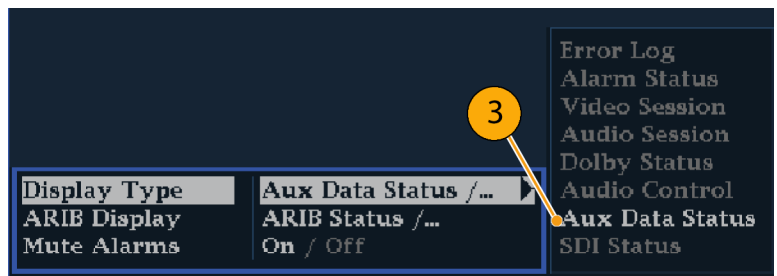 Error Log
Alarm Status
Video Session
3
Audio Session
Dolby Status
Display Type Aux Data Status /... Audio Control
ARIB Display ARIB Status /... Aux Data Status
Mute Alarms On / Off SDI Status